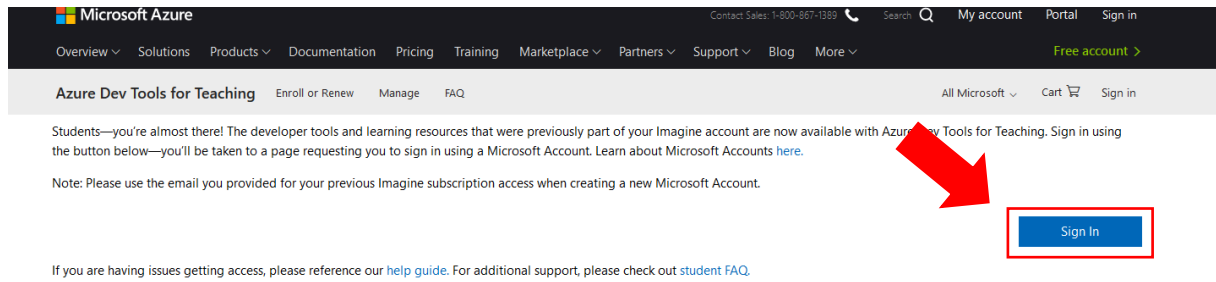 Microsoft Azure Contact Sales: 1-800-867-1389 Search My account Portal Sign in
Overview Solutions Products Documentation Pricing Training Marketplace Partners Support Blog More Free account >
Azure Dev Tools for Teaching Enroll or Renew Manage FAQ All Microsoft Cart Sign in
Students—you're almost there! The developer tools and learning resources that were previously part of your Imagine account are now available with Azure Dev Tools for Teaching. Sign in using
the button below—you'll be taken to a page requesting you to sign in using a Microsoft Account. Learn about Microsoft Accounts here.
Note: Please use the email you provided for your previous Imagine subscription access when creating a new Microsoft Account.
Sign In
If you are having issues getting access, please reference our help guide. For additional support, please check out student FAQ.